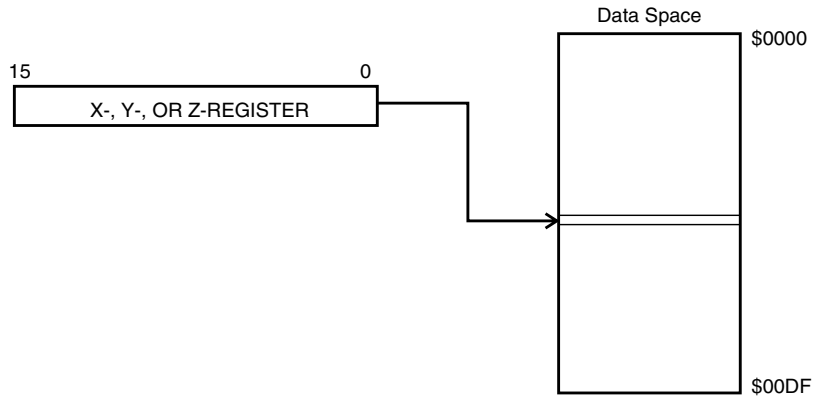 Data Space
$0000
15 0
X-, Y-, OR Z-REGISTER
$00DF